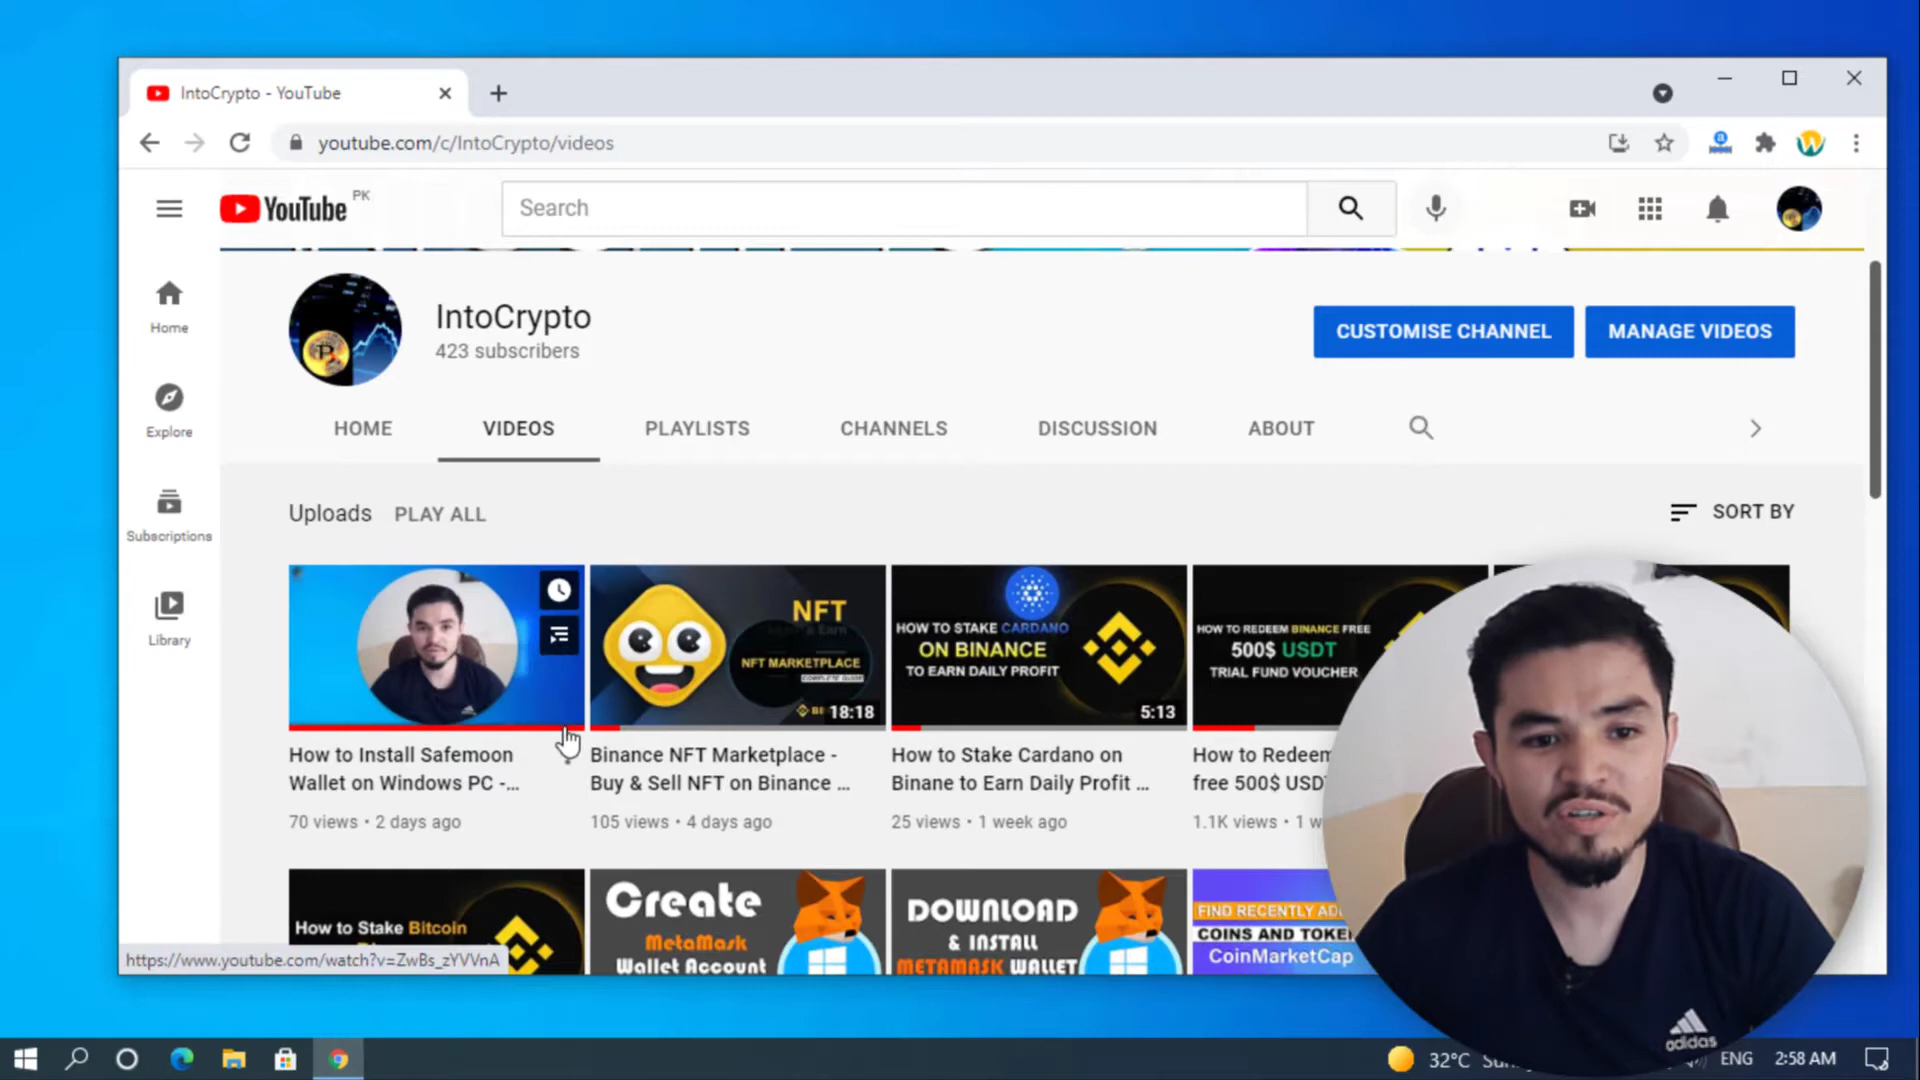 IntoCrypto - YouTube
youtube.com/c/IntoCrypto/videos
YouTube PK
Search
Home
Explore
Subscriptions
Library
IntoCrypto
423 subscribers
CUSTOMISE CHANNEL
MANAGE VIDEOS
HOME
VIDEOS
PLAYLISTS
CHANNELS
DISCUSSION
ABOUT
Uploads
PLAY ALL
SORT BY
NFT
NFT MARKETPLACE
COMPLETE GUIDE
18:18
HOW TO STAKE CARDANO
ON BINANCE
TO EARN DAILY PROFIT
5:13
HOW TO REDEEM BINANCE FREE
500$ USDT
TRIAL FUND VOUCHER
How to Install Safemoon
Wallet on Windows PC -...
70 views • 2 days ago
Binance NFT Marketplace -
Buy & Sell NFT on Binance ...
105 views • 4 days ago
How to Stake Cardano on
Binane to Earn Daily Profit ...
25 views • 1 week ago
How to Redeem
free 500$ USD
1.1K views • 1 w
How to Stake Bitcoin
Create
MetaMask
Wallet Account
DOWNLOAD
& INSTALL
METAMASK WALLET
FIND RECENTLY AD
COINS AND TOKE
CoinMarketCap
https://www.youtube.com/watch?v=ZwBs_zYVVnA
adidas
32°C
ENG
2:58 AM